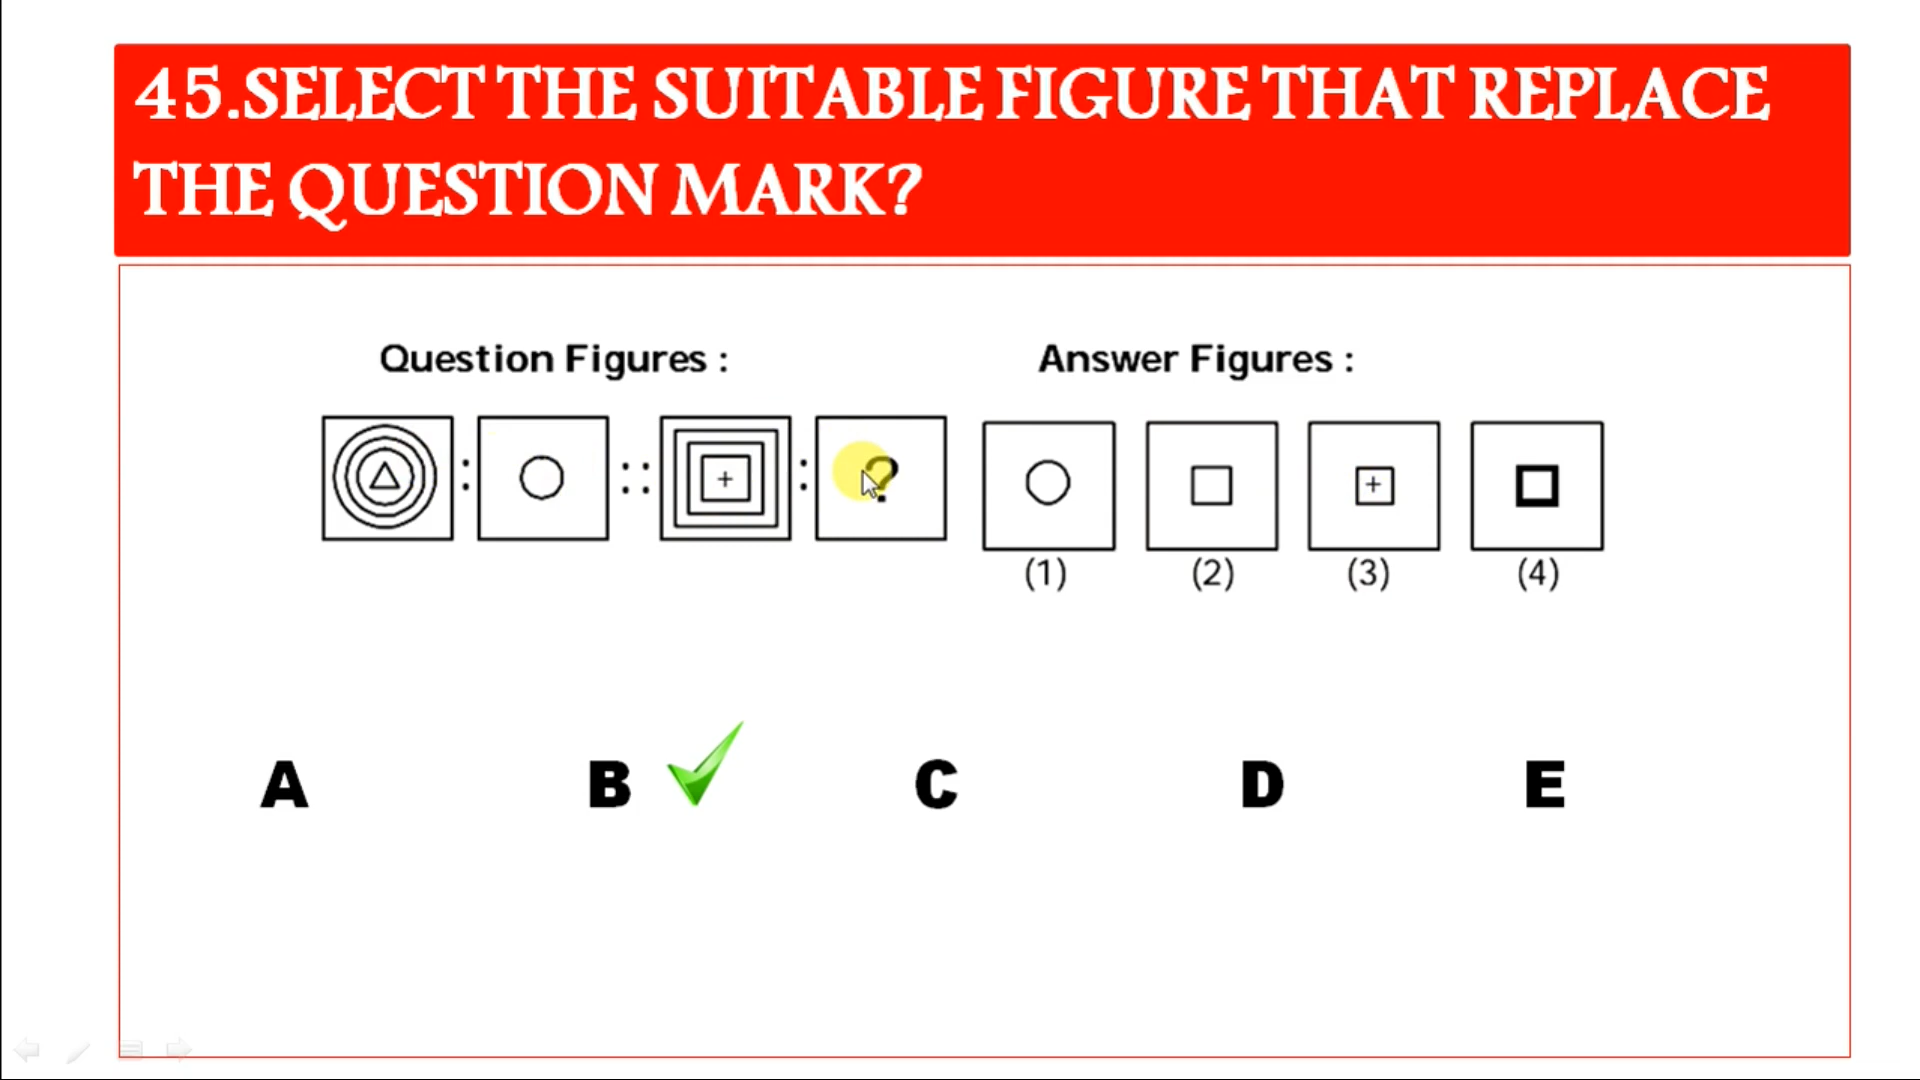 45.SELECT THE SUITABLE FIGURE THAT REPLACE
THE QUESTION MARK?
Question Figures :
Answer Figures :
: :: : ?
(1) (2) (3) (4)
A B C D E